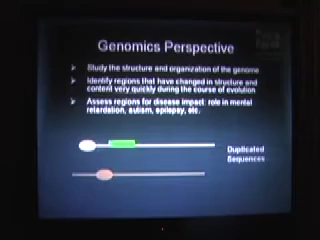 Genomics Perspective
Study the structure and organization of the genome
Identify regions that have changed in structure and
content very quickly during the course of evolution
Assess regions for disease impact: role in mental
retardation, autism, epilepsy, etc.
Duplicated
Sequences